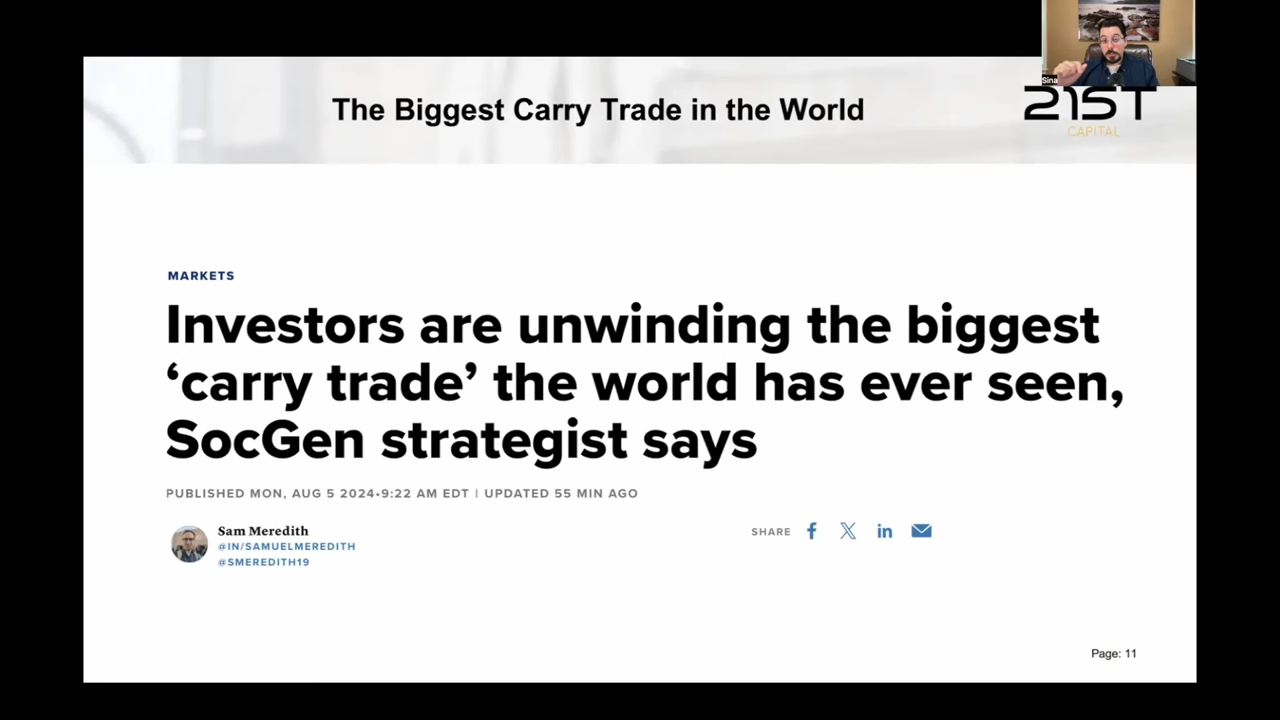 Sina
The Biggest Carry Trade in the World
21ST
CAPITAL
MARKETS
Investors are unwinding the biggest
‘carry trade’ the world has ever seen,
SocGen strategist says
PUBLISHED MON, AUG 5 2024•9:22 AM EDT | UPDATED 55 MIN AGO
Sam Meredith
@IN/SAMUELMEREDITH
@SMEREDITH19
SHARE
Page: 11